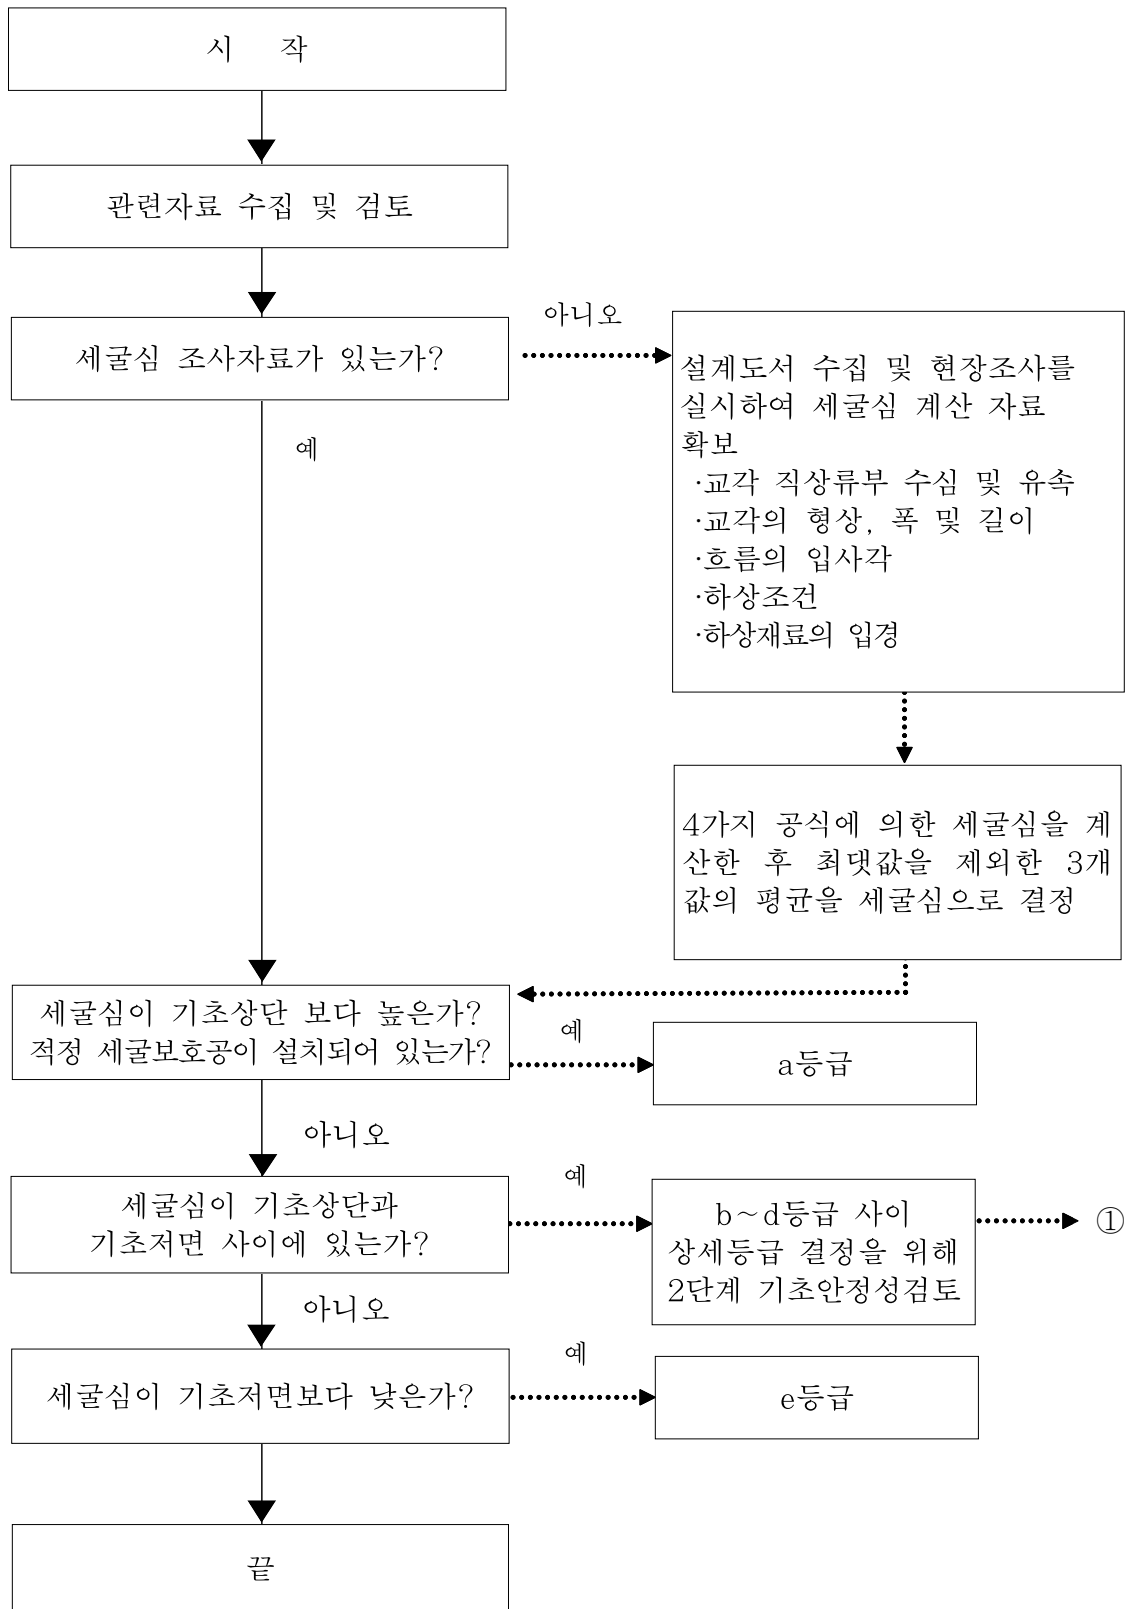 시 작
관련자료 수집 및 검토
세굴심 조사자료가 있는가?
아니오
예
설계도서 수집 및 현장조사를
실시하여 세굴심 계산 자료
확보
·교각 직상류부 수심 및 유속
·교각의 형상, 폭 및 길이
·흐름의 입사각
·하상조건
·하상재료의 입경
4가지 공식에 의한 세굴심을 계
산한 후 최댓값을 제외한 3개
값의 평균을 세굴심으로 결정
세굴심이 기초상단 보다 높은가?
적정 세굴보호공이 설치되어 있는가?
예
a등급
아니오
세굴심이 기초상단과
기초저면 사이에 있는가?
예
b~d등급 사이
상세등급 결정을 위해
2단계 기초안정성검토
①
아니오
세굴심이 기초저면보다 낮은가?
예
e등급
끝